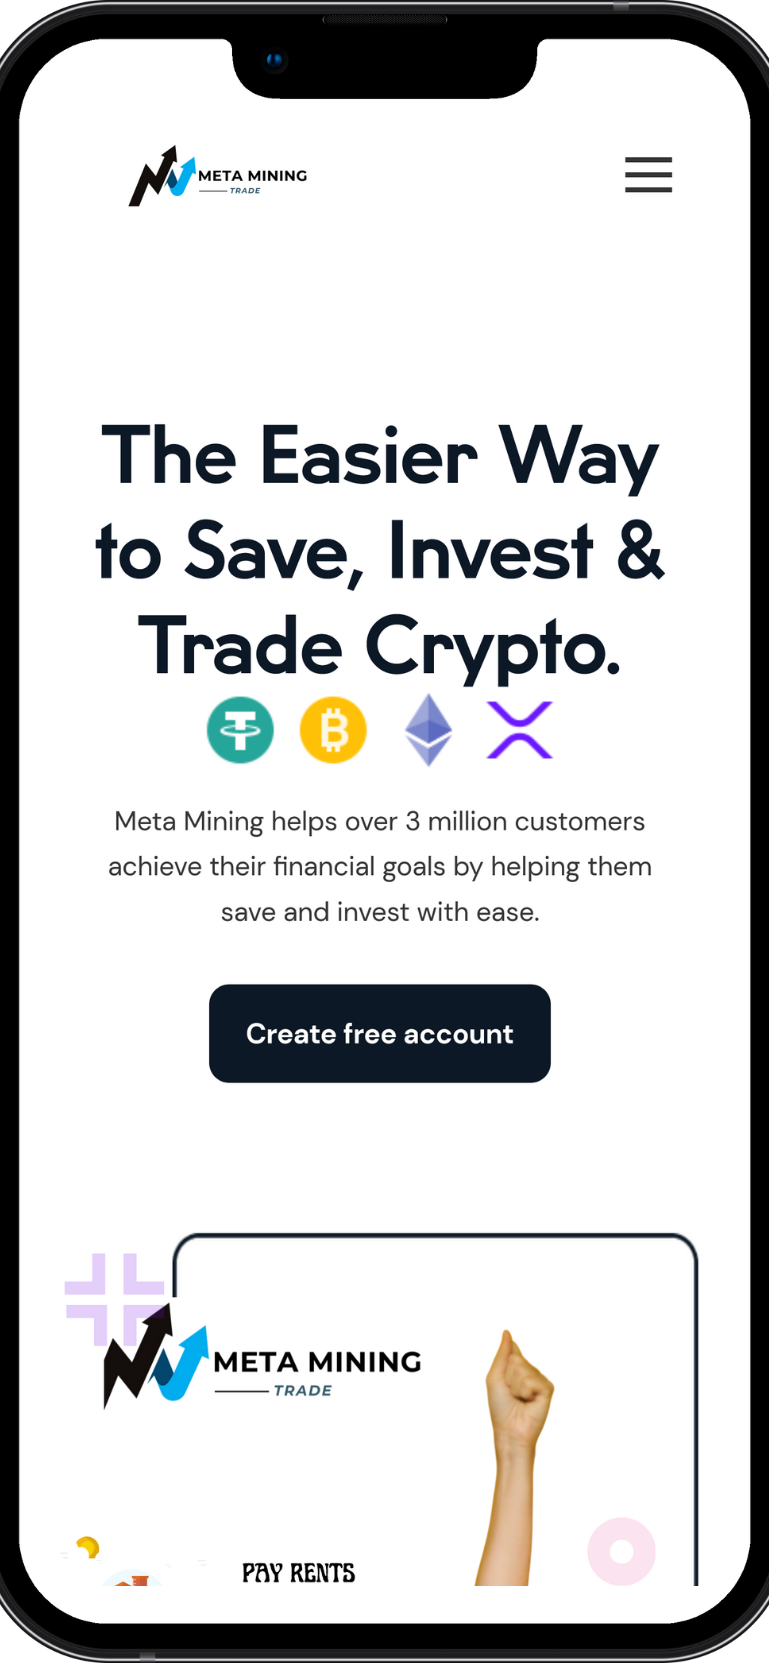 META MINING
TRADE
The Easier Way
to Save, Invest &
Trade Crypto.
Meta Mining helps over 3 million customers
achieve their financial goals by helping them
save and invest with ease.
Create free account
META MINING
TRADE
PAY RENTS